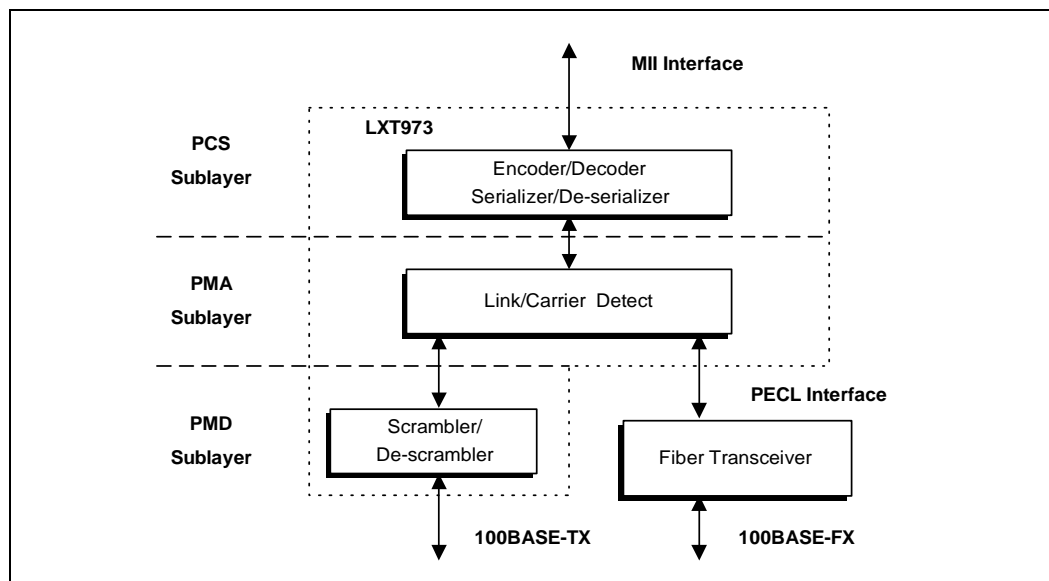 MII Interface
LXT973
PCS
Sublayer
Encoder/Decoder
Serializer/De-serializer
PMA
Sublayer
Link/Carrier Detect
PECL Interface
PMD
Sublayer
Scrambler/
De-scrambler
Fiber Transceiver
100BASE-TX
100BASE-FX